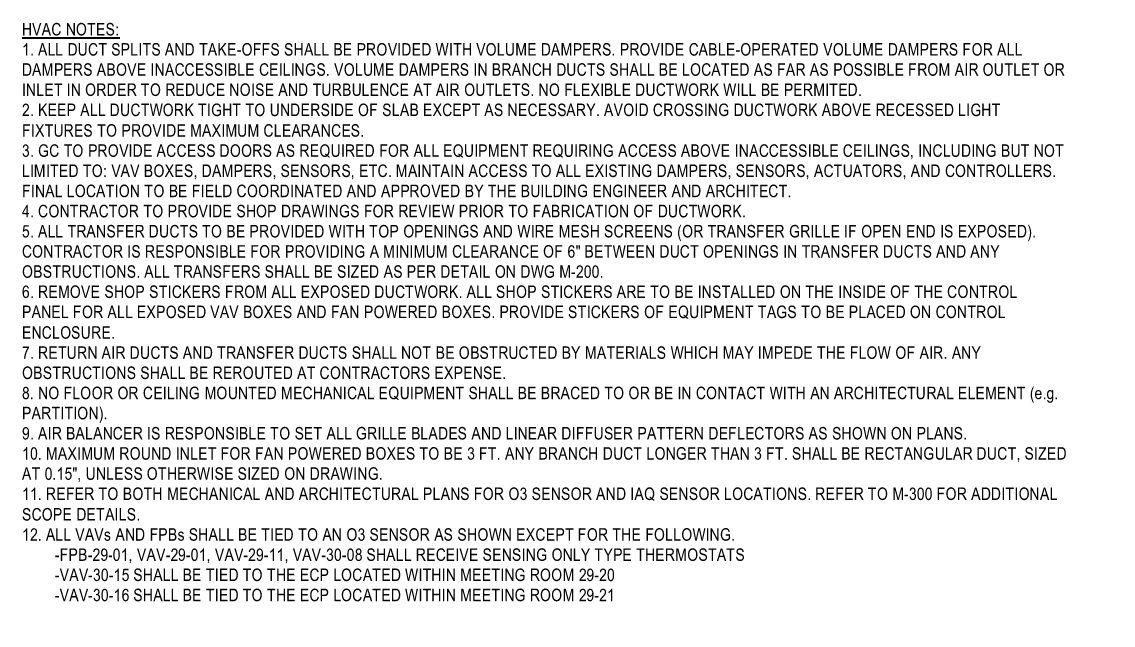 HVAC NOTES:
1. ALL DUCT SPLITS AND TAKE-OFFS SHALL BE PROVIDED WITH VOLUME DAMPERS. PROVIDE CABLE-OPERATED VOLUME DAMPERS FOR ALL
DAMPERS ABOVE INACCESSIBLE CEILINGS. VOLUME DAMPERS IN BRANCH DUCTS SHALL BE LOCATED AS FAR AS POSSIBLE FROM AIR OUTLET OR
INLET IN ORDER TO REDUCE NOISE AND TURBULENCE AT AIR OUTLETS. NO FLEXIBLE DUCTWORK WILL BE PERMITED.
2. KEEP ALL DUCTWORK TIGHT TO UNDERSIDE OF SLAB EXCEPT AS NECESSARY. AVOID CROSSING DUCTWORK ABOVE RECESSED LIGHT
FIXTURES TO PROVIDE MAXIMUM CLEARANCES.
3. GC TO PROVIDE ACCESS DOORS AS REQUIRED FOR ALL EQUIPMENT REQUIRING ACCESS ABOVE INACCESSIBLE CEILINGS, INCLUDING BUT NOT
LIMITED TO: VAV BOXES, DAMPERS, SENSORS, ETC. MAINTAIN ACCESS TO ALL EXISTING DAMPERS, SENSORS, ACTUATORS, AND CONTROLLERS.
FINAL LOCATION TO BE FIELD COORDINATED AND APPROVED BY THE BUILDING ENGINEER AND ARCHITECT.
4. CONTRACTOR TO PROVIDE SHOP DRAWINGS FOR REVIEW PRIOR TO FABRICATION OF DUCTWORK.
5. ALL TRANSFER DUCTS TO BE PROVIDED WITH TOP OPENINGS AND WIRE MESH SCREENS (OR TRANSFER GRILLE IF OPEN END IS EXPOSED).
CONTRACTOR IS RESPONSIBLE FOR PROVIDING A MINIMUM CLEARANCE OF 6" BETWEEN DUCT OPENINGS IN TRANSFER DUCTS AND ANY
OBSTRUCTIONS. ALL TRANSFERS SHALL BE SIZED AS PER DETAIL ON DWG M-200.
6. REMOVE SHOP STICKERS FROM ALL EXPOSED DUCTWORK. ALL SHOP STICKERS ARE TO BE INSTALLED ON THE INSIDE OF THE CONTROL
PANEL FOR ALL EXPOSED VAV BOXES AND FAN POWERED BOXES. PROVIDE STICKERS OF EQUIPMENT TAGS TO BE PLACED ON CONTROL
ENCLOSURE.
7. RETURN AIR DUCTS AND TRANSFER DUCTS SHALL NOT BE OBSTRUCTED BY MATERIALS WHICH MAY IMPEDE THE FLOW OF AIR. ANY
OBSTRUCTIONS SHALL BE REROUTED AT CONTRACTORS EXPENSE.
8. NO FLOOR OR CEILING MOUNTED MECHANICAL EQUIPMENT SHALL BE BRACED TO OR BE IN CONTACT WITH AN ARCHITECTURAL ELEMENT (e.g.
PARTITION).
9. AIR BALANCER IS RESPONSIBLE TO SET ALL GRILLE BLADES AND LINEAR DIFFUSER PATTERN DEFLECTORS AS SHOWN ON PLANS.
10. MAXIMUM ROUND INLET FOR FAN POWERED BOXES TO BE 3 FT. ANY BRANCH DUCT LONGER THAN 3 FT. SHALL BE RECTANGULAR DUCT, SIZED
AT 0.15", UNLESS OTHERWISE SIZED ON DRAWING.
11. REFER TO BOTH MECHANICAL AND ARCHITECTURAL PLANS FOR O3 SENSOR AND IAQ SENSOR LOCATIONS. REFER TO M-300 FOR ADDITIONAL
SCOPE DETAILS.
12. ALL VAVs AND FPBs SHALL BE TIED TO AN O3 SENSOR AS SHOWN EXCEPT FOR THE FOLLOWING.
-FPB-29-01, VAV-29-01, VAV-29-11, VAV-30-08 SHALL RECEIVE SENSING ONLY TYPE THERMOSTATS
-VAV-30-15 SHALL BE TIED TO THE ECP LOCATED WITHIN MEETING ROOM 29-20
-VAV-30-16 SHALL BE TIED TO THE ECP LOCATED WITHIN MEETING ROOM 29-21